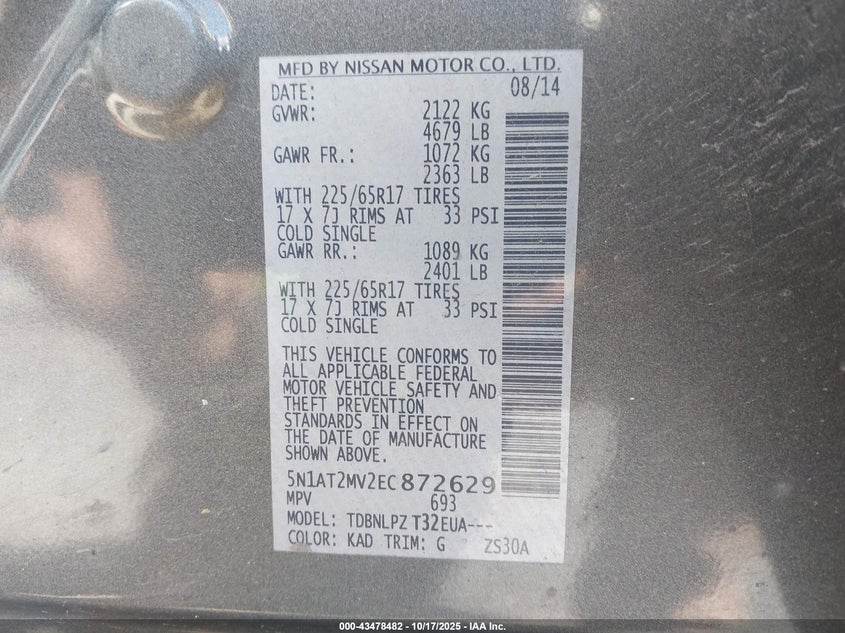 MFD BY NISSAN MOTOR CO., LTD.
DATE: 08/14
GVWR: 2122 KG
4679 LB
GAWR FR.: 1072 KG
2363 LB
WITH 225/65R17 TIRES
17 X 7J RIMS AT 33 PSI
COLD SINGLE
GAWR RR.: 1089 KG
2401 LB
WITH 225/65R17 TIRES
17 X 7J RIMS AT 33 PSI
COLD SINGLE
THIS VEHICLE CONFORMS TO
ALL APPLICABLE FEDERAL
MOTOR VEHICLE SAFETY AND
THEFT PREVENTION
STANDARDS IN EFFECT ON
THE DATE OF MANUFACTURE
SHOWN ABOVE.
5N1AT2MV2EC872629
MPV 693
MODEL: TDBNLPZ T32EUA---
COLOR: KAD TRIM: G ZS30A
000-43478482 - 10/17/2025 - IAA Inc.